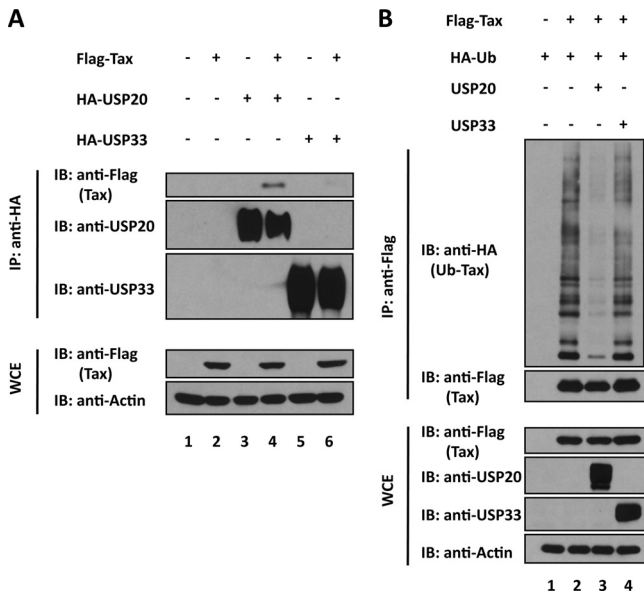 A
Flag-Tax - + - + - +
HA-USP20 - - + + - -
HA-USP33 - - - - + +
IP: anti-HA
IB: anti-Flag
(Tax)
IB: anti-USP20
IB: anti-USP33
WCE
IB: anti-Flag
(Tax)
IB: anti-Actin
1 2 3 4 5 6
B
Flag-Tax - + + +
HA-Ub + + + +
USP20 - - + -
USP33 - - - +
IP: anti-Flag
IB: anti-HA
(Ub-Tax)
IB: anti-Flag
(Tax)
WCE
IB: anti-Flag
(Tax)
IB: anti-USP20
IB: anti-USP33
IB: anti-Actin
1 2 3 4